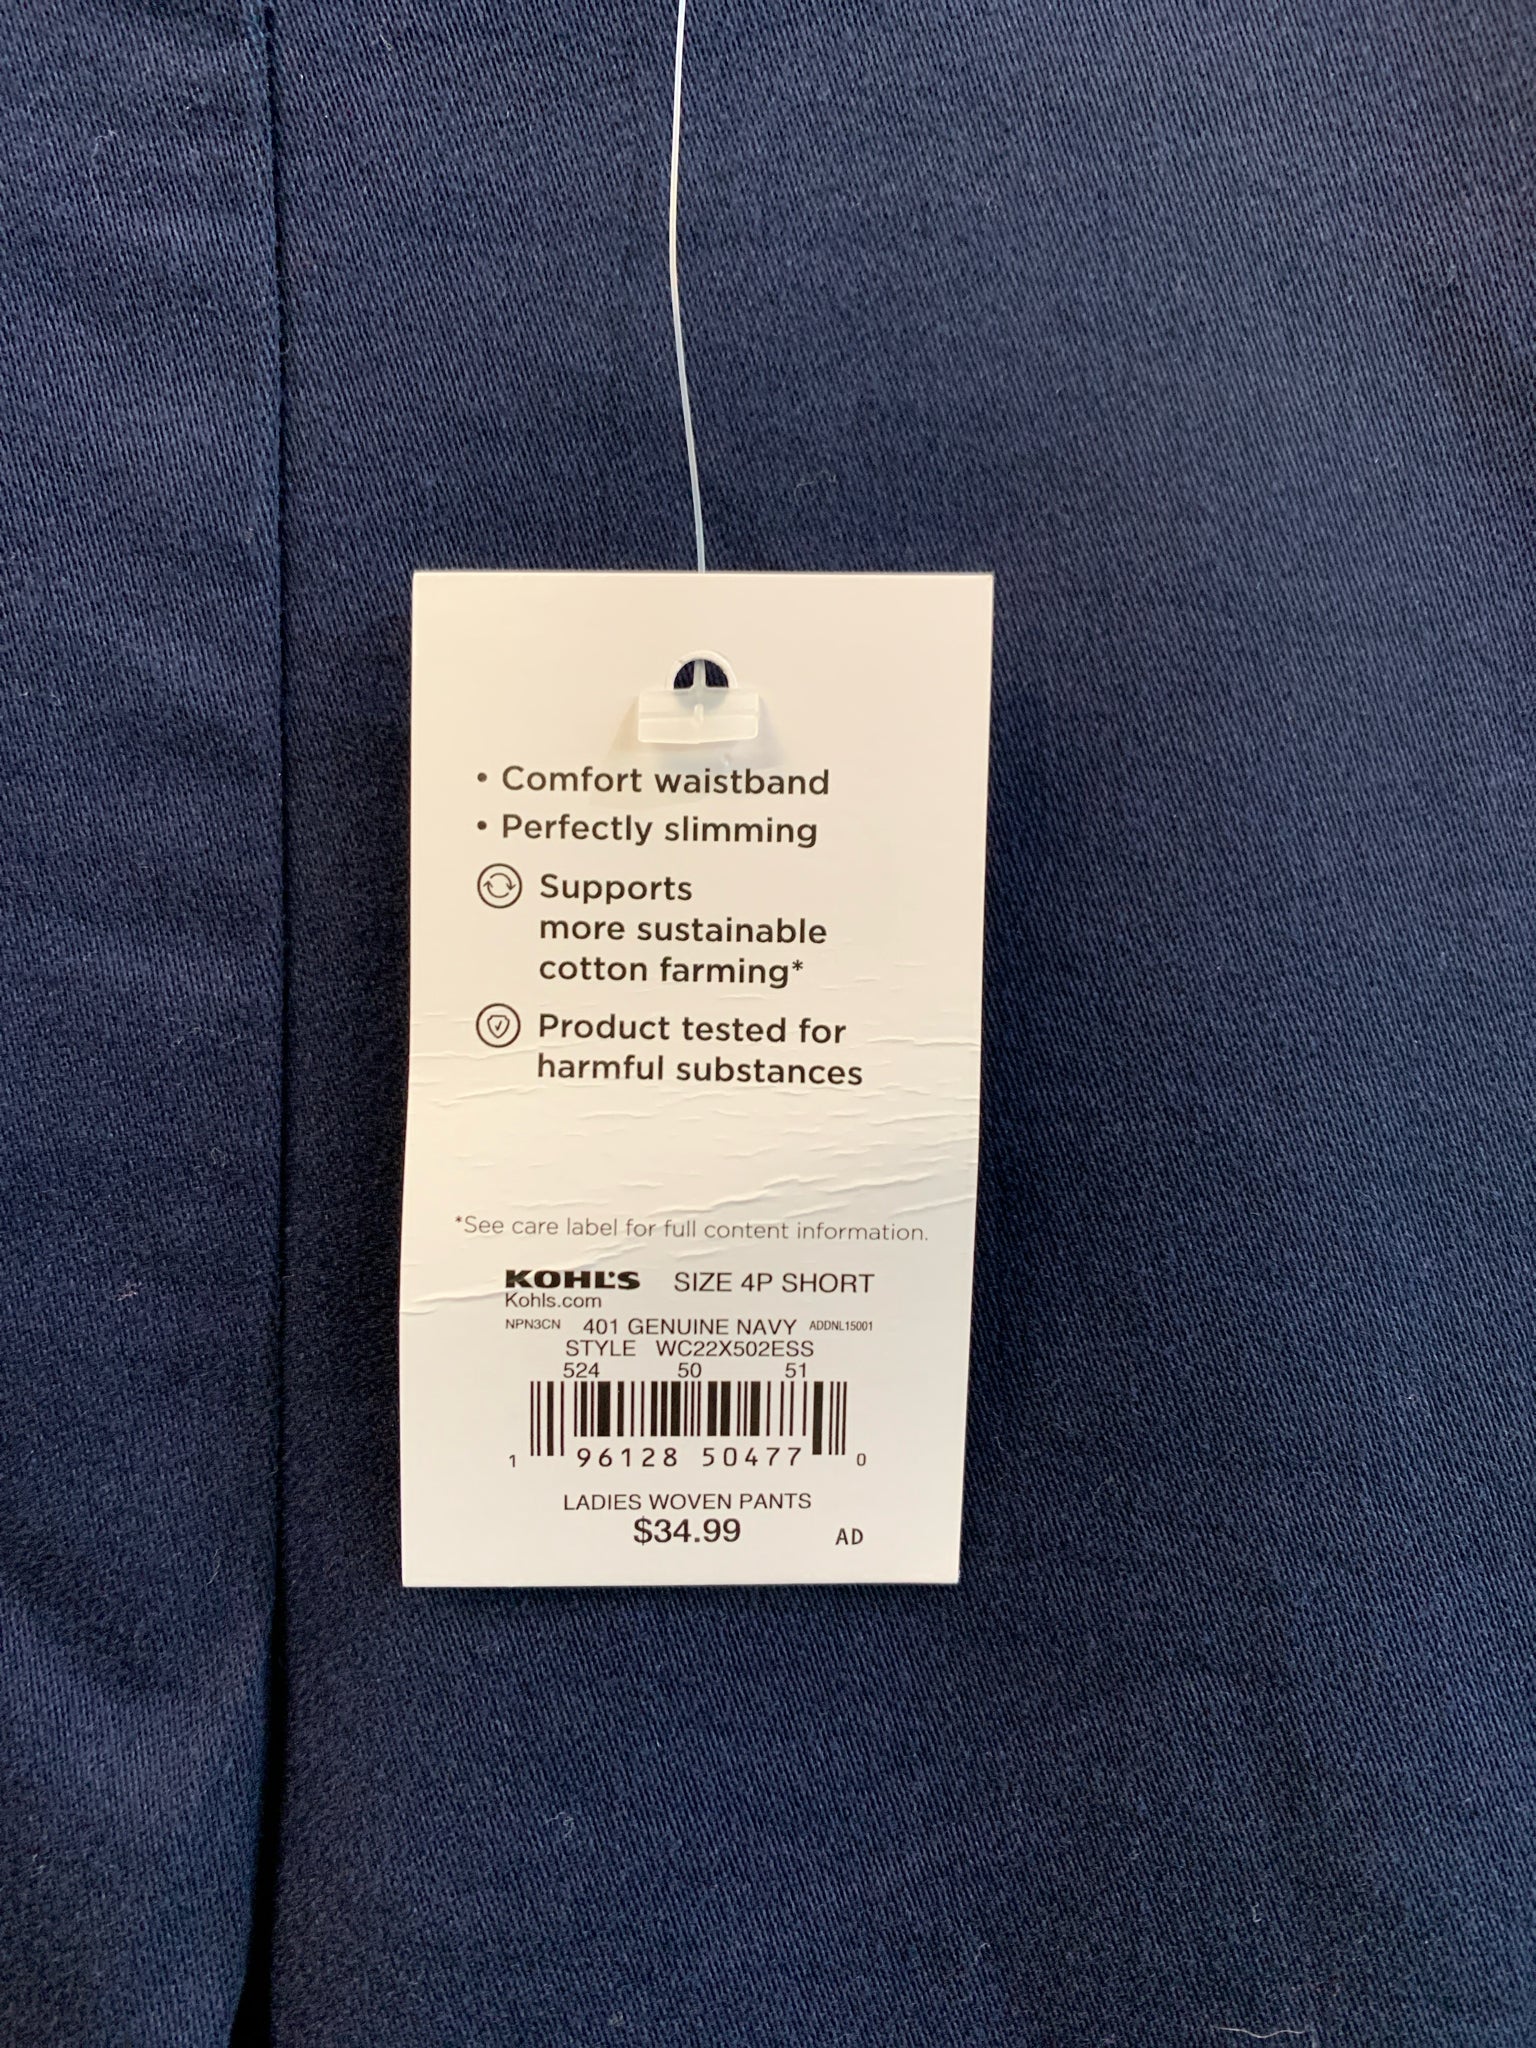 • Comfort waistband
• Perfectly slimming
Supports
more sustainable
cotton farming*
Product tested for
harmful substances
*See care label for full content information.
KOHL'S SIZE 4P SHORT
Kohls.com
NPN3CN 401 GENUINE NAVY ADDNL15001
STYLE WC22X502ESS
524 50 51
1 96128 50477 0
LADIES WOVEN PANTS
$34.99 AD